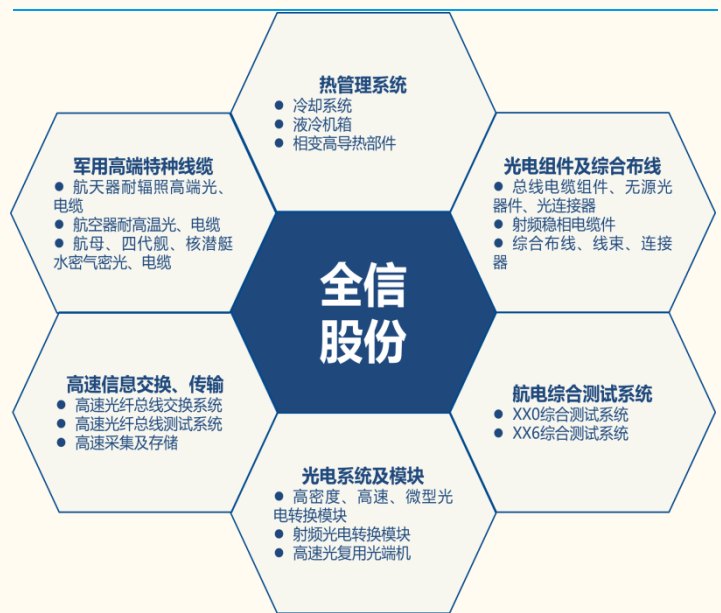 热管理系统
● 冷却系统
● 液冷机箱
● 相变高导热部件
军用高端特种线缆
● 航天器耐辐照高端光、
电缆
● 航空器耐高温光、电缆
● 航母、四代舰、核潜艇
水密气密光、电缆
光电组件及综合布线
● 总线电缆组件、无源光
器件、光连接器
● 射频稳相电缆件
● 综合布线、线束、连接
器
全信
股份
高速信息交换、传输
● 高速光纤总线交换系统
● 高速光纤总线测试系统
● 高速采集及存储
航电综合测试系统
● XX0综合测试系统
● XX6综合测试系统
光电系统及模块
● 高密度、高速、微型光
电转换模块
● 射频光电转换模块
● 高速光复用光端机